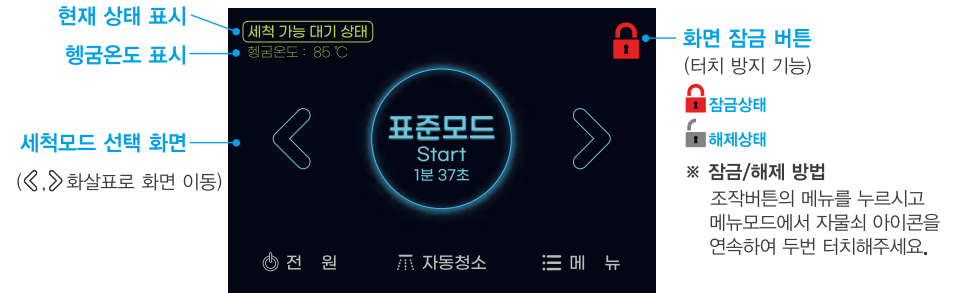 현재 상태 표시
헹굼온도 표시
세척모드 선택 화면
(《,》화살표로 화면 이동)
세척 가능 대기 상태
헹굼온도 : 85 ℃
표준모드
Start
1분 37초
전 원
자동청소
메 뉴
화면 잠금 버튼
(터치 방지 기능)
잠금상태
해제상태
※ 잠금/해제 방법
조작버튼의 메뉴를 누르시고
메뉴모드에서 자물쇠 아이콘을
연속하여 두번 터치해주세요.